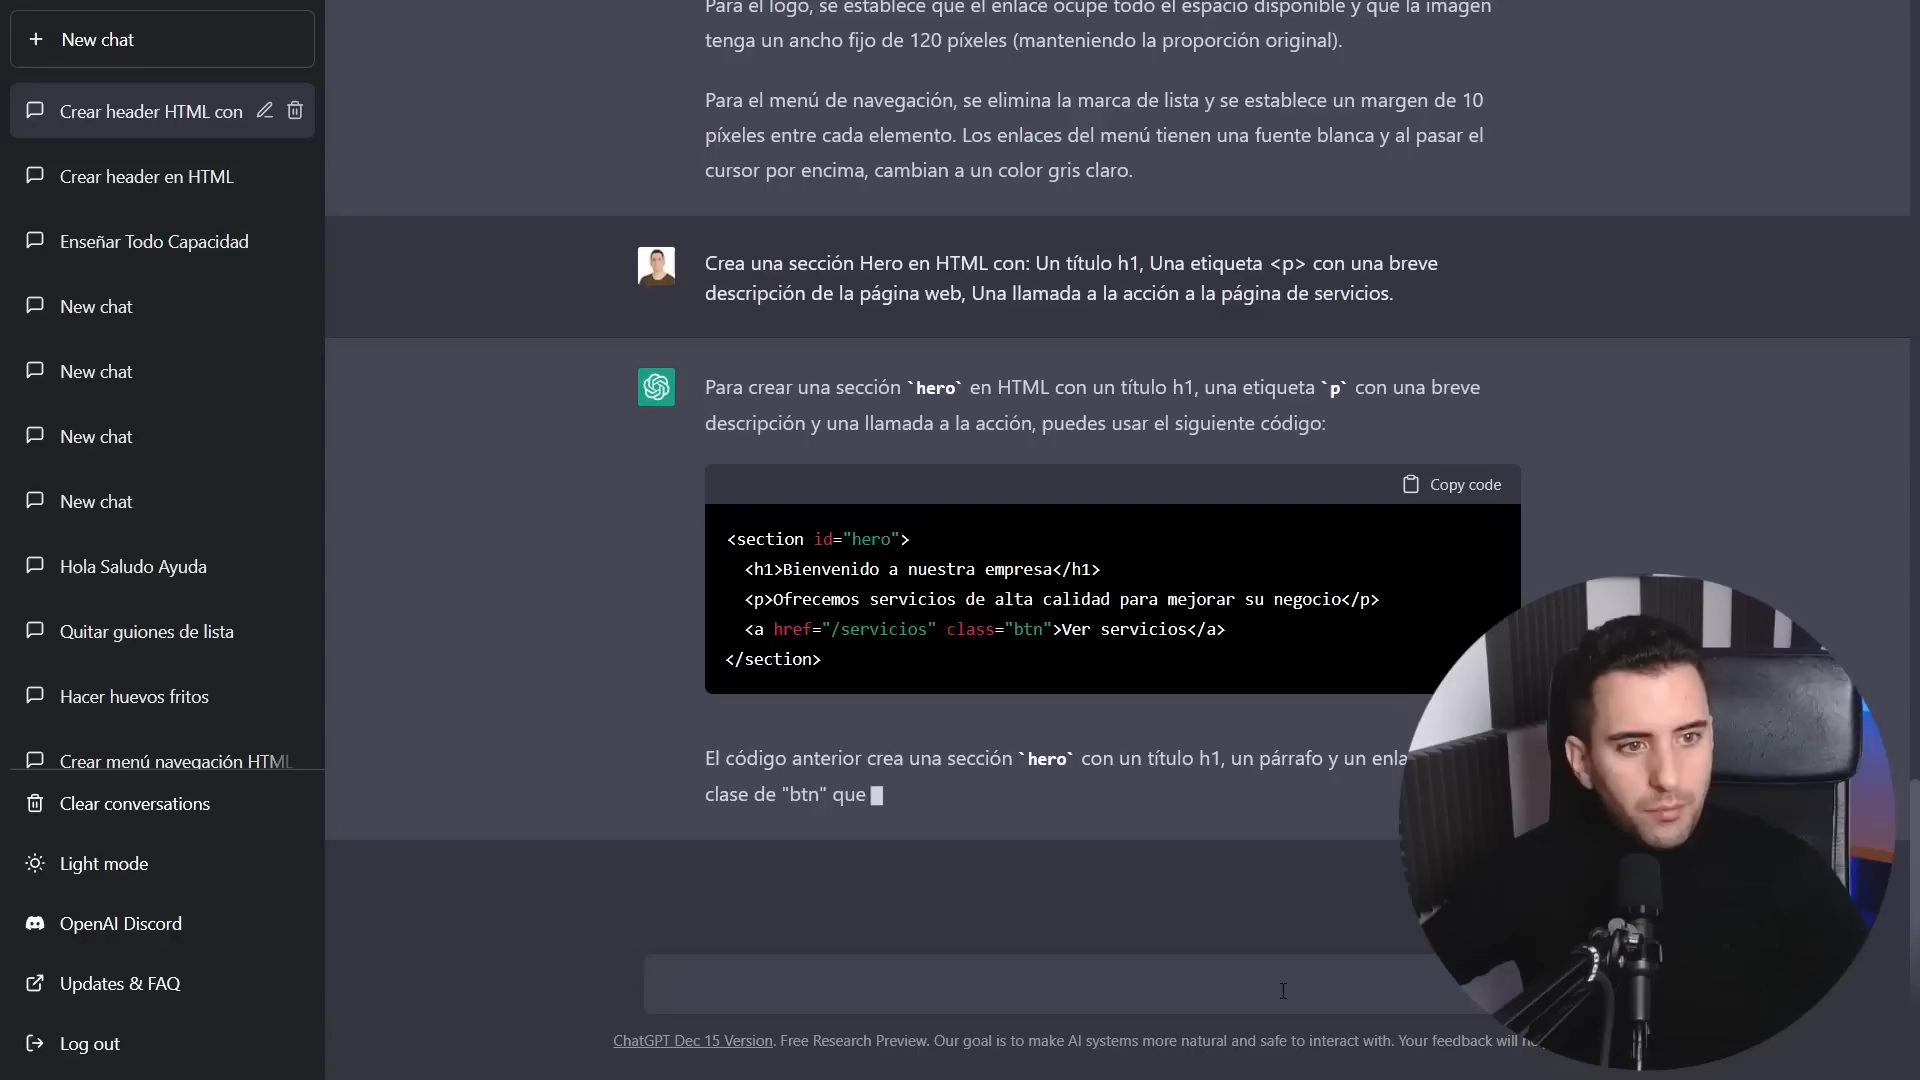 New chat
Crear header HTML con
Crear header en HTML
Enseñar Todo Capacidad
New chat
New chat
New chat
New chat
Hola Saludo Ayuda
Quitar guiones de lista
Hacer huevos fritos
Crear menú navegación HTML
Clear conversations
Light mode
OpenAI Discord
Updates & FAQ
Log out
Para el logo, se establece que el enlace ocupe todo el espacio disponible y que la imagen
tenga un ancho fijo de 120 píxeles (manteniendo la proporción original).
Para el menú de navegación, se elimina la marca de lista y se establece un margen de 10
píxeles entre cada elemento. Los enlaces del menú tienen una fuente blanca y al pasar el
cursor por encima, cambian a un color gris claro.
Crea una sección Hero en HTML con: Un título h1, Una etiqueta <p> con una breve
descripción de la página web, Una llamada a la acción a la página de servicios.
Para crear una sección `hero` en HTML con un título h1, una etiqueta `p` con una breve
descripción y una llamada a la acción, puedes usar el siguiente código:
Copy code
<section id="hero">
<h1>Bienvenido a nuestra empresa</h1>
<p>Ofrecemos servicios de alta calidad para mejorar su negocio</p>
<a href="/servicios" class="btn">Ver servicios</a>
</section>
El código anterior crea una sección `hero` con un título h1, un párrafo y un
clase de "btn" que
ChatGPT Dec 15 Version. Free Research Preview. Our goal is to make AI systems more natural and safe to interact with. Your feedback will